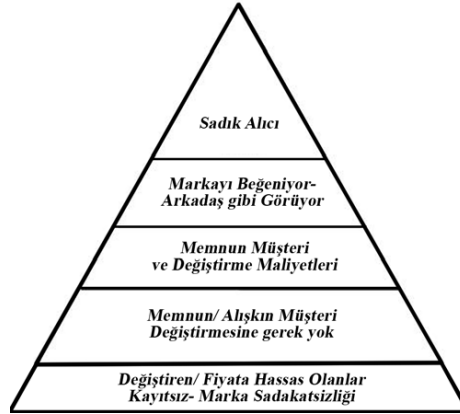 Sadık Alıcı
Markayı Beğeniyor-
Arkadaş gibi Görüyor
Memnun Müşteri
ve Değiştirme Maliyetleri
Memnun/ Alışkın Müşteri
Değiştirmesine gerek yok
Değiştiren/ Fiyata Hassas Olanlar
Kayıtsız- Marka Sadakatsizliği